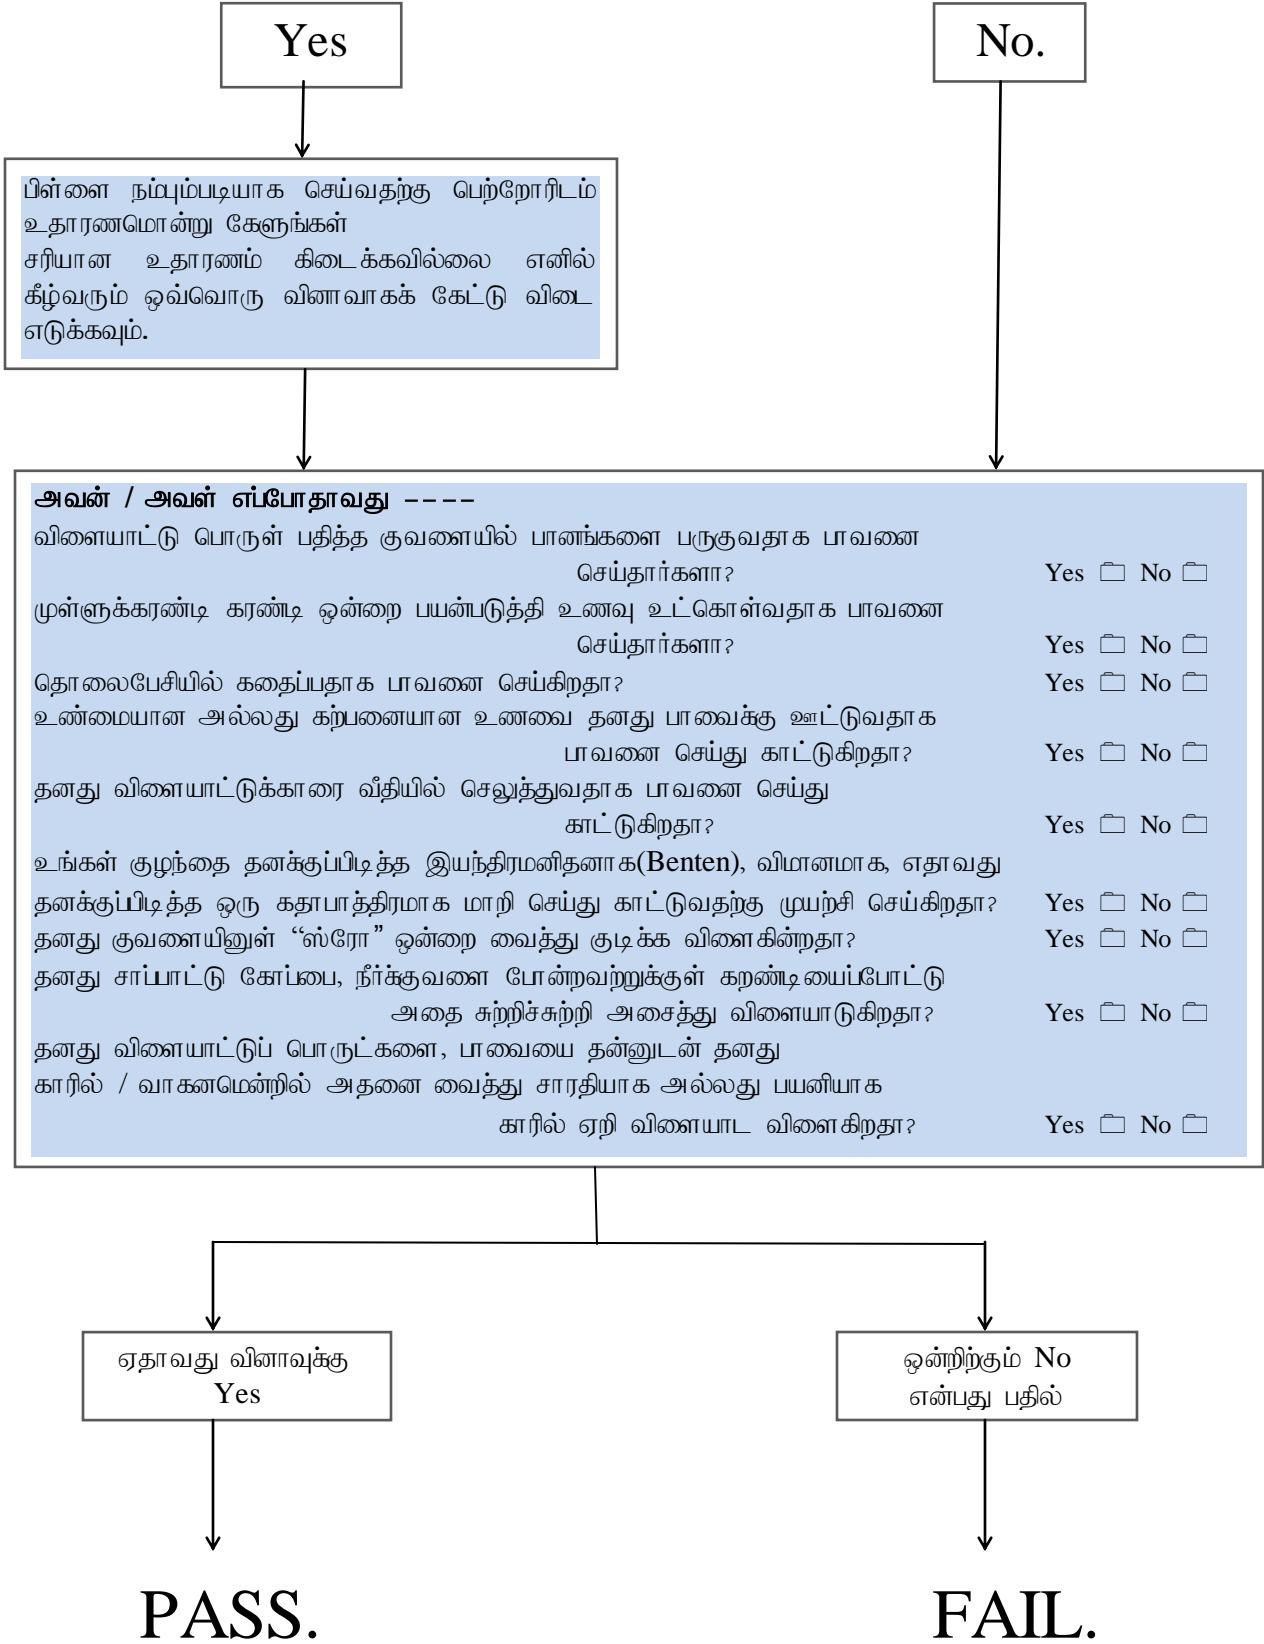 Yes
No.
பிள்ளை நம்பும்படியாக செய்வதற்கு பெற்றோரிடம்
உதாரணமொன்று கேளுங்கள்
சரியான உதாரணம் கிடைக்கவில்லை எனில்
கீழ்வரும் ஒவ்வொரு வினாவாகக் கேட்டு விடை
எடுக்கவும்.
அவன் / அவள் எப்போதாவது ----
விளையாட்டு பொருள் பதித்த குவளையில் பானங்களை பருகுவதாக பாவனை
செய்தார்களா? Yes No
முள்ளுக்கரண்டி கரண்டி ஒன்றை பயன்படுத்தி உணவு உட்கொள்வதாக பாவனை
செய்தார்களா? Yes No
தொலைபேசியில் கதைப்பதாக பாவனை செய்கிறதா? Yes No
உண்மையான அல்லது கற்பனையான உணவை தனது பாவைக்கு ஊட்டுவதாக
பாவனை செய்து காட்டுகிறதா? Yes No
தனது விளையாட்டுக்காரை வீதியில் செலுத்துவதாக பாவனை செய்து
காட்டுகிறதா? Yes No
உங்கள் குழந்தை தனக்குப்பிடித்த இயந்திரமனிதனாக(Benten), விமானமாக, எதாவது
தனக்குப்பிடித்த ஒரு கதாபாத்திரமாக மாறி செய்து காட்டுவதற்கு முயற்சி செய்கிறதா? Yes No
தனது குவளையினுள் “ஸ்ரோ” ஒன்றை வைத்து குடிக்க விளைகின்றதா? Yes No
தனது சாப்பாட்டு கோப்பை, நீர்க்குவளை போன்றவற்றுக்குள் கறண்டியைப்போட்டு
அதை சுற்றிச்சுற்றி அசைத்து விளையாடுகிறதா? Yes No
தனது விளையாட்டுப் பொருட்களை, பாவையை தன்னுடன் தனது
காரில் / வாகனமென்றில் அதனை வைத்து சாரதியாக அல்லது பயனியாக
காரில் ஏறி விளையாட விளைகிறதா? Yes No
ஏதாவது வினாவுக்கு
Yes
ஒன்றிற்கும் No
என்பது பதில்
PASS.
FAIL.